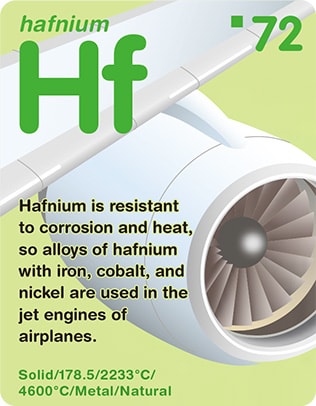 hafnium
Hf
72
Hafnium is resistant
to corrosion and heat,
so alloys of hafnium
with iron, cobalt, and
nickel are used in the
jet engines of
airplanes.
Solid/178.5/2233°C/
4600°C/Metal/Natural